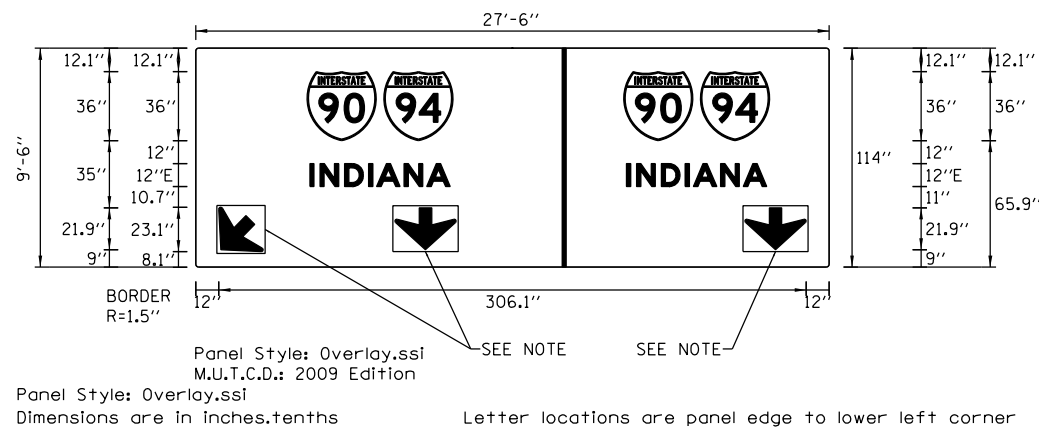 27'-6"
12.1" 12.1" 12.1" 12.1"
INTERSTATE INTERSTATE INTERSTATE INTERSTATE
90 94 90 94
36" 36" 36" 36"
9'-6"
12" 12"
114"
35" 12"E 12"E
INDIANA INDIANA
10.7" 11"
65.9"
21.9" 23.1" 21.9"
9" 8.1" 9"
BORDER
R=1.5"
12" 306.1" 12"
SEE NOTE SEE NOTE
Panel Style: Overlay.ssi
M.U.T.C.D.: 2009 Edition
Panel Style: Overlay.ssi
Dimensions are in inches.tenths Letter locations are panel edge to lower left corner